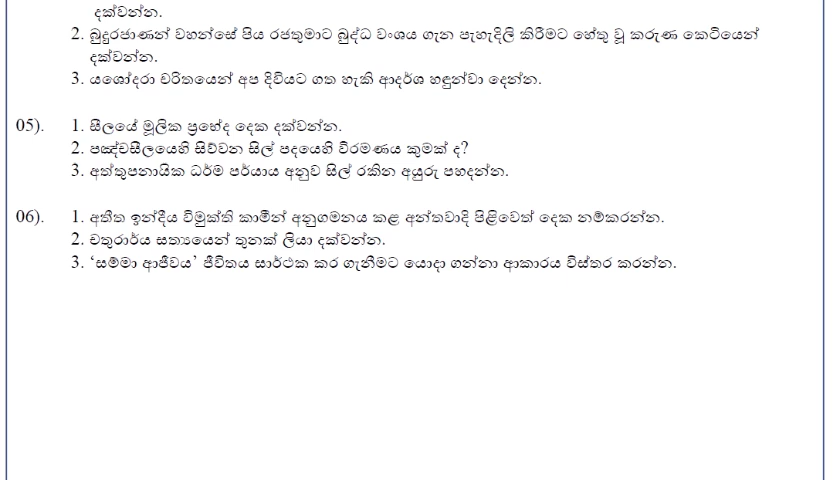 දක්වන්න.
2. බුදුරජාණන් වහන්සේ පිය රජතුමාට බුද්ධ වංශය ගැන පැහැදිලි කිරීමට හේතු වූ කරුණ කෙටියෙන්
දක්වන්න.
3. යශෝදරා චරිතයෙන් අප දිවියට ගත හැකි ආදර්ශ හඳුන්වා දෙන්න.
05). 1. සීලයේ මූලික ප්‍රභේද දෙක දක්වන්න.
2. පඤ්චසීලයෙහි සිව්වන සිල් පදයෙහි විරමණය කුමක් ද?
3. අත්තුපනායික ධර්ම පර්යාය අනුව සිල් රකින අයුරු පහදන්න.
06). 1. අතීත ඉන්දීය විමුක්ති කාමීන් අනුගමනය කළ අන්තවාදි පිළිවෙත් දෙක නම්කරන්න.
2. චතුරාර්ය සත්‍යයෙන් තුනක් ලියා දක්වන්න.
3. ‘සම්මා ආජීවය’ ජීවිතය සාර්ථක කර ගැනීමට යොදා ගන්නා ආකාරය විස්තර කරන්න.